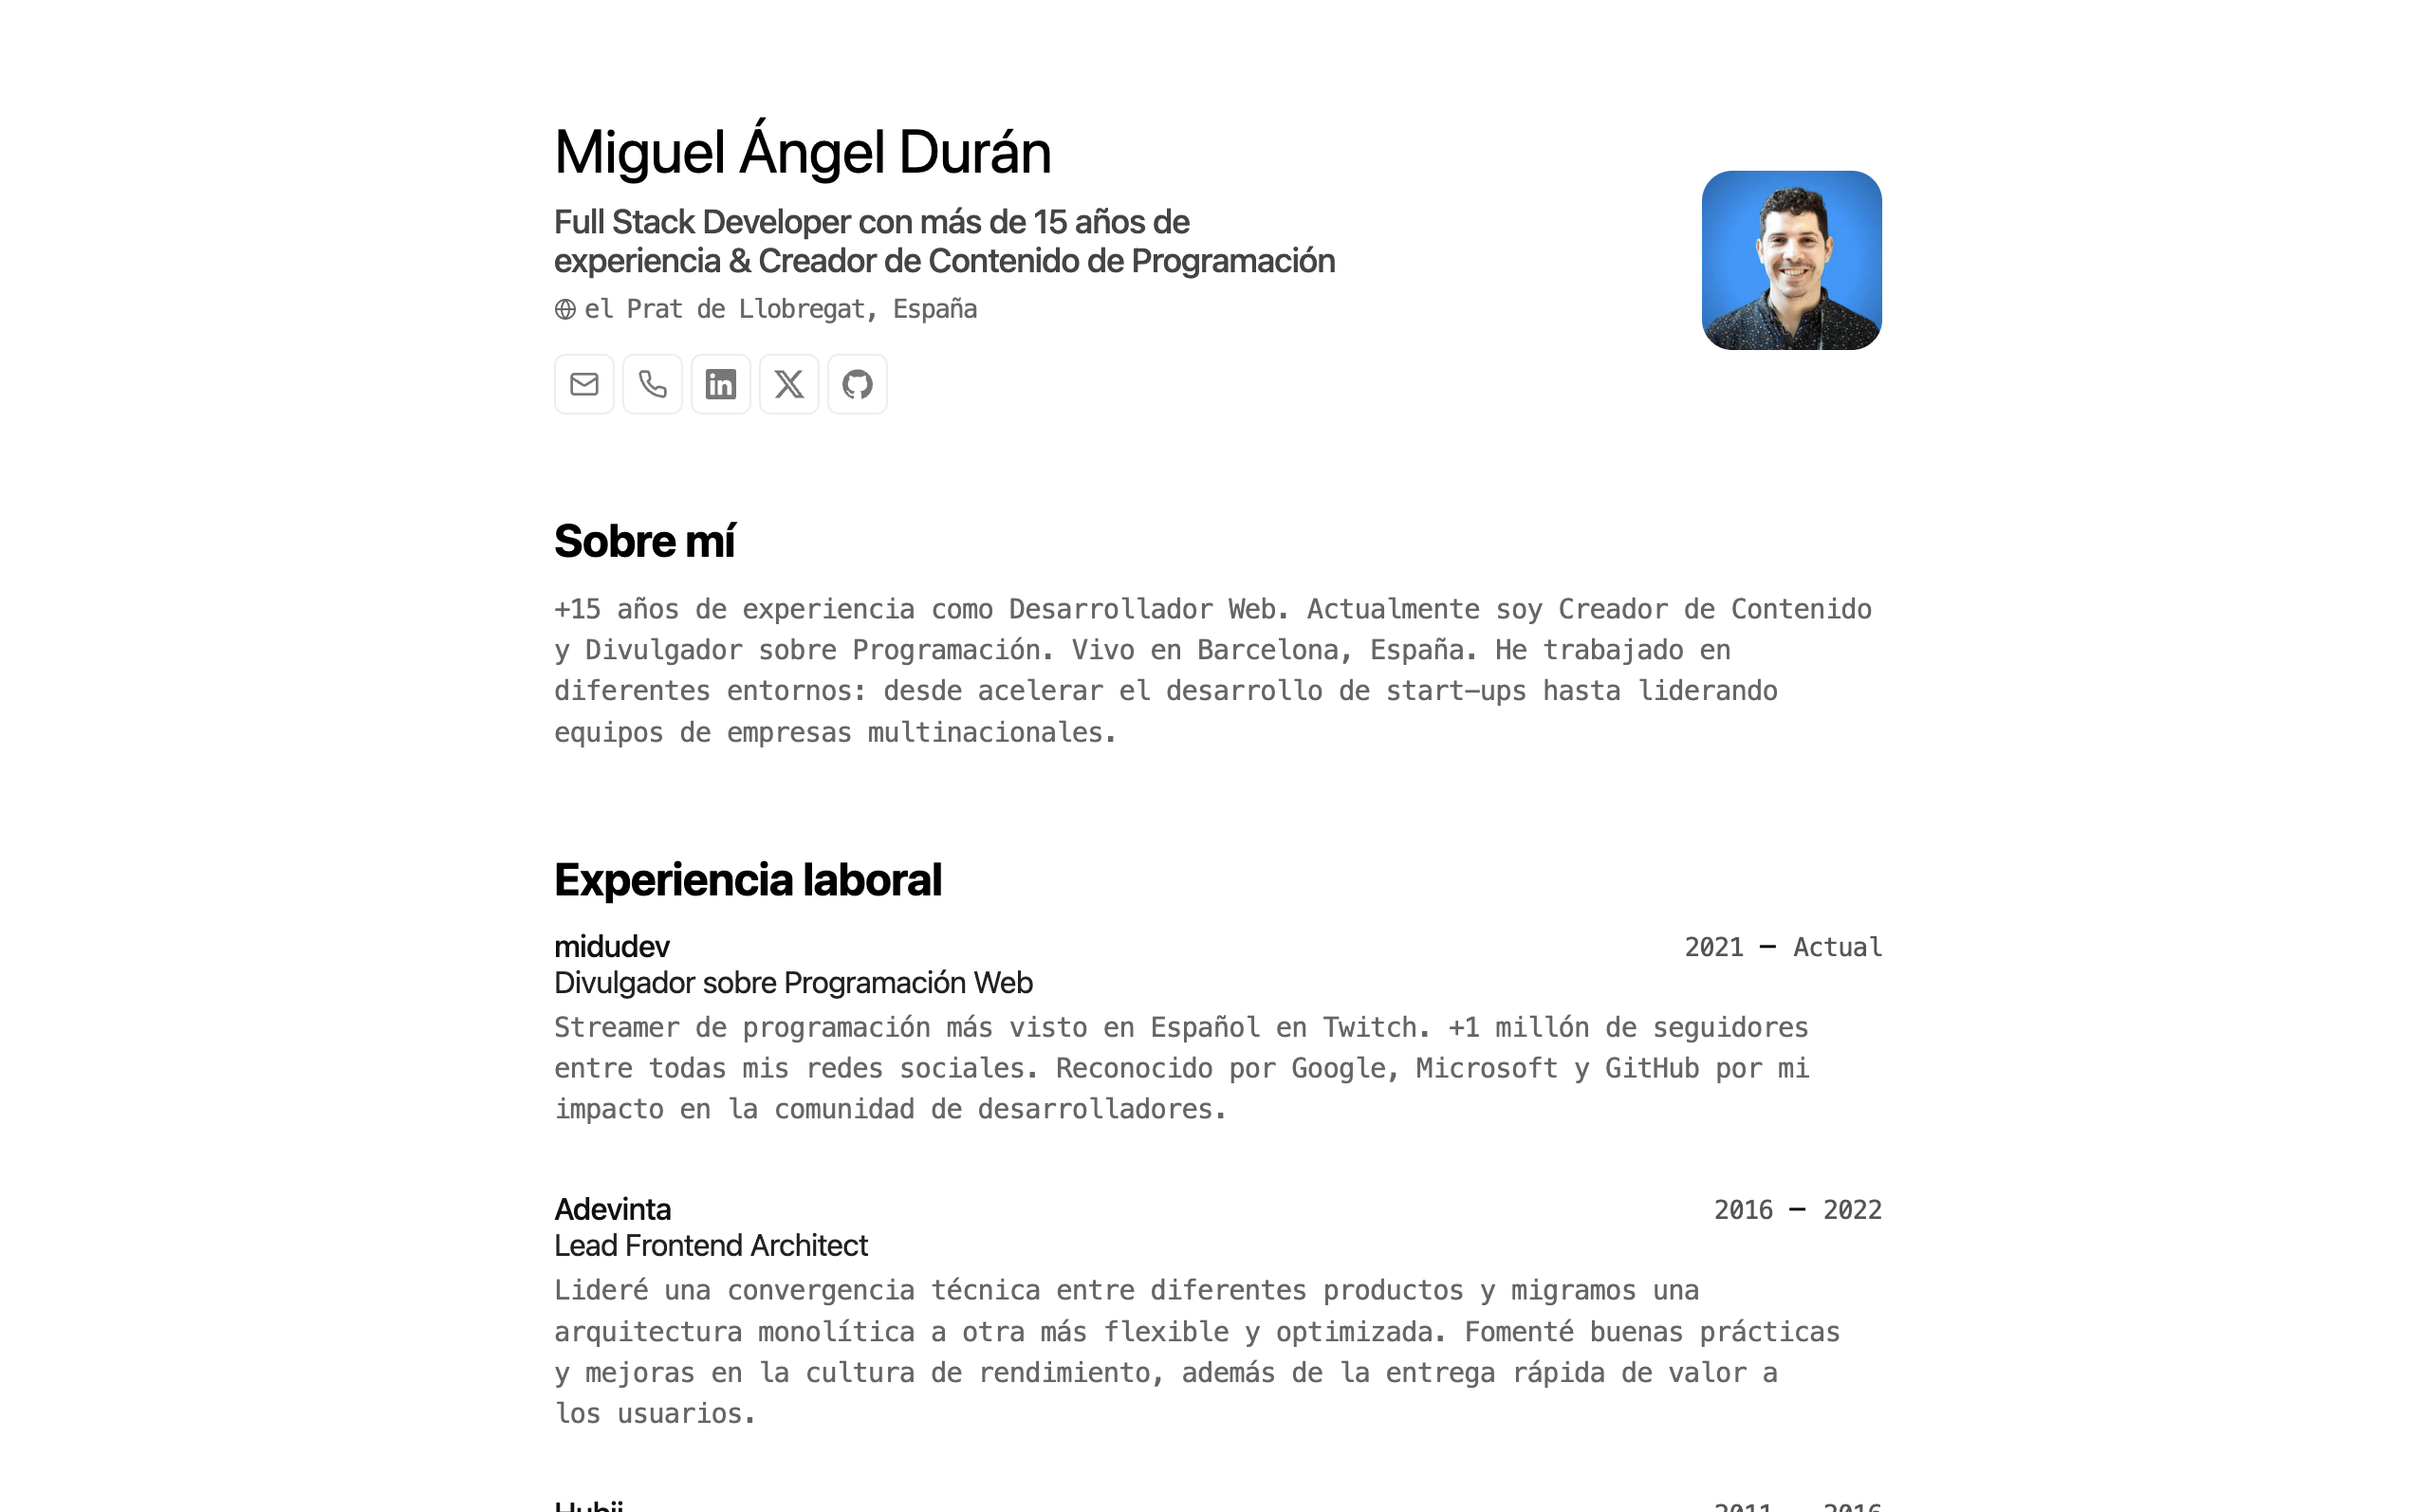 Miguel Ángel Durán
Full Stack Developer con más de 15 años de
experiencia & Creador de Contenido de Programación
el Prat de Llobregat, España
in
Sobre mí
+15 años de experiencia como Desarrollador Web. Actualmente soy Creador de Contenido
y Divulgador sobre Programación. Vivo en Barcelona, España. He trabajado en
diferentes entornos: desde acelerar el desarrollo de start-ups hasta liderando
equipos de empresas multinacionales.
Experiencia laboral
midudev 2021 — Actual
Divulgador sobre Programación Web
Streamer de programación más visto en Español en Twitch. +1 millón de seguidores
entre todas mis redes sociales. Reconocido por Google, Microsoft y GitHub por mi
impacto en la comunidad de desarrolladores.
Adevinta 2016 — 2022
Lead Frontend Architect
Lideré una convergencia técnica entre diferentes productos y migramos una
arquitectura monolítica a otra más flexible y optimizada. Fomenté buenas prácticas
y mejoras en la cultura de rendimiento, además de la entrega rápida de valor a
los usuarios.